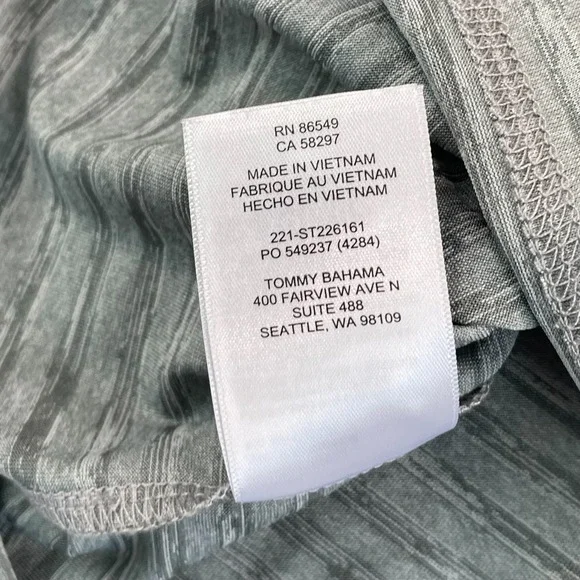 RN 86549
CA 58297
MADE IN VIETNAM
FABRIQUE AU VIETNAM
HECHO EN VIETNAM
221-ST226161
PO 549237 (4284)
TOMMY BAHAMA
400 FAIRVIEW AVE N
SUITE 488
SEATTLE, WA 98109